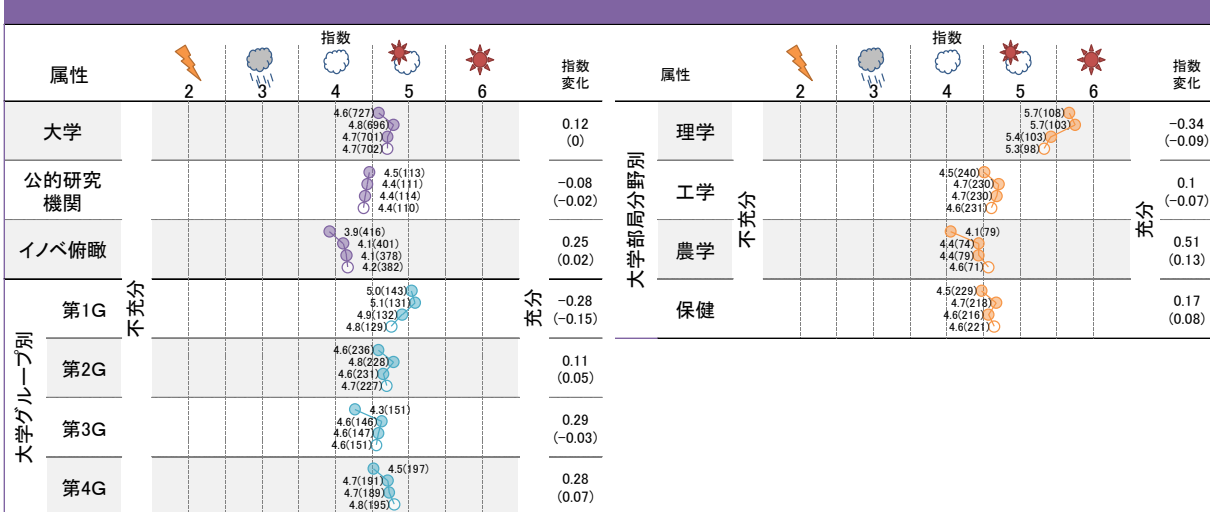 属性
指数
2 3 4 5 6
指数
変化
不充分
充分
大学
4.6(727)
4.8(696)
4.7(701)
4.7(702)
0.12
(0)
公的研究
機関
4.5(113)
4.4(111)
4.4(114)
4.4(110)
−0.08
(−0.02)
イノベ俯瞰
3.9(416)
4.1(401)
4.1(378)
4.2(382)
0.25
(0.02)
大学グループ別
第1G
5.0(143)
5.1(131)
4.9(132)
4.8(129)
−0.28
(−0.15)
第2G
4.6(236)
4.8(228)
4.6(231)
4.7(227)
0.11
(0.05)
第3G
4.3(151)
4.6(146)
4.6(147)
4.6(151)
0.29
(−0.03)
第4G
4.5(197)
4.7(191)
4.7(189)
4.8(195)
0.28
(0.07)
属性
指数
2 3 4 5 6
指数
変化
大学部局分野別
不充分
充分
理学
5.7(108)
5.7(103)
5.4(103)
5.3(98)
−0.34
(−0.09)
工学
4.5(240)
4.7(230)
4.7(230)
4.6(231)
0.1
(−0.07)
農学
4.1(79)
4.4(74)
4.4(79)
4.6(71)
0.51
(0.13)
保健
4.5(229)
4.7(218)
4.6(216)
4.6(221)
0.17
(0.08)